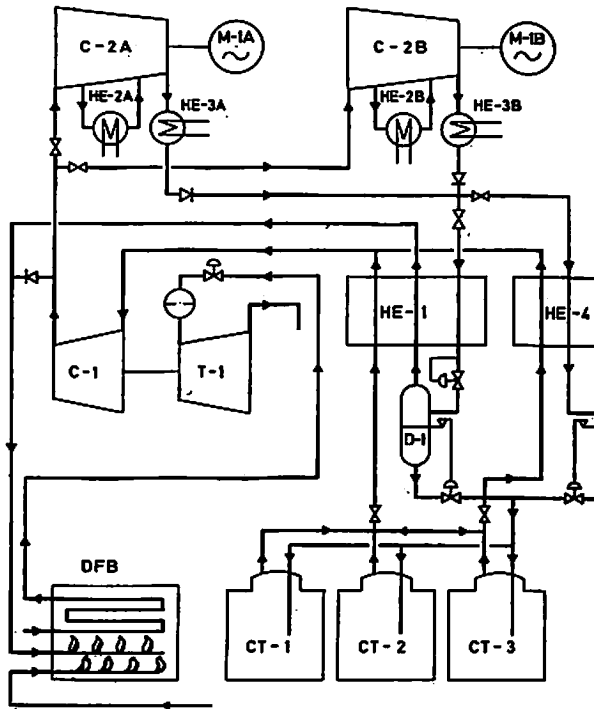 C-2A
M-1A
C-2B
M-1B
HE-2A
HE-3A
HE-2B
HE-3B
HE-1
HE-4
C-1
T-1
D-1
DFB
CT-1
CT-2
CT-3